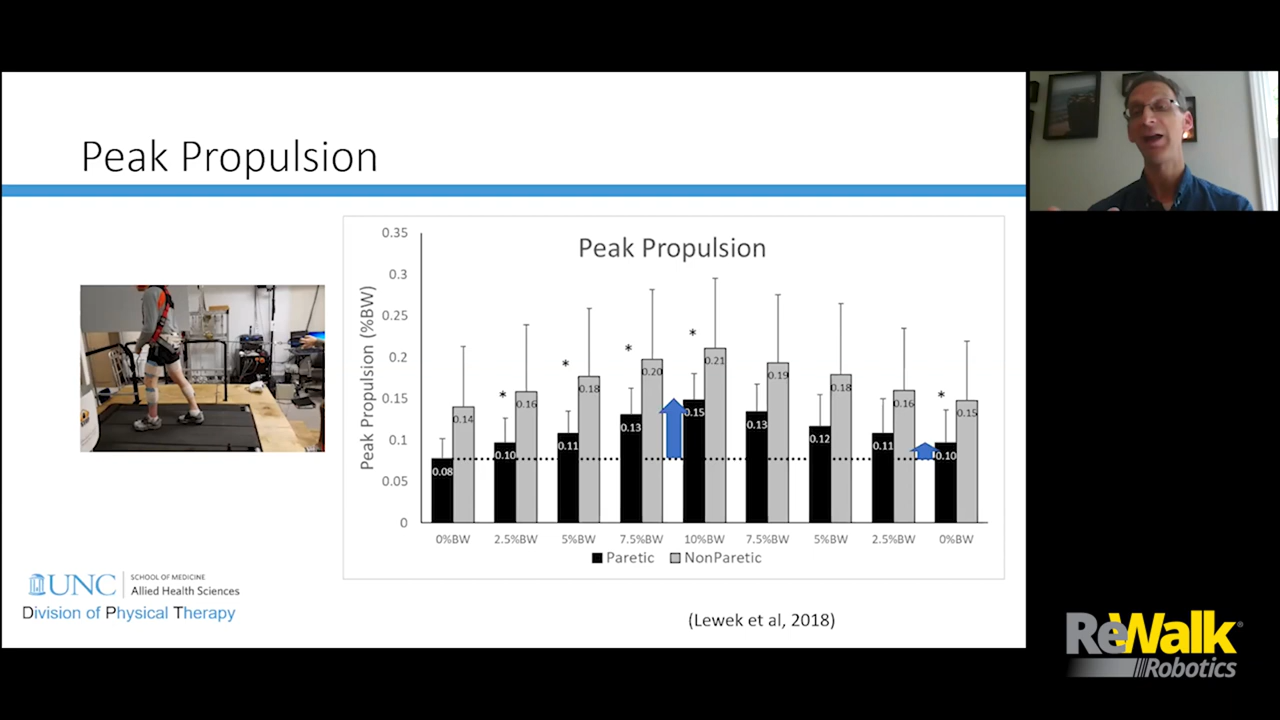 Peak Propulsion
Peak Propulsion
Peak Propulsion (%BW)
0.35
0.3
0.25
0.2
0.15
0.1
0.05
0
*
*
*
*
*
0.08
0.14
0.10
0.16
0.11
0.18
0.13
0.20
0.15
0.21
0.13
0.19
0.12
0.18
0.11
0.16
0.10
0.15
0%BW 2.5%BW 5%BW 7.5%BW 10%BW 7.5%BW 5%BW 2.5%BW 0%BW
Paretic NonParetic
UNC
SCHOOL OF MEDICINE
Allied Health Sciences
Division of Physical Therapy
(Lewek et al, 2018)
ReWalk
Robotics